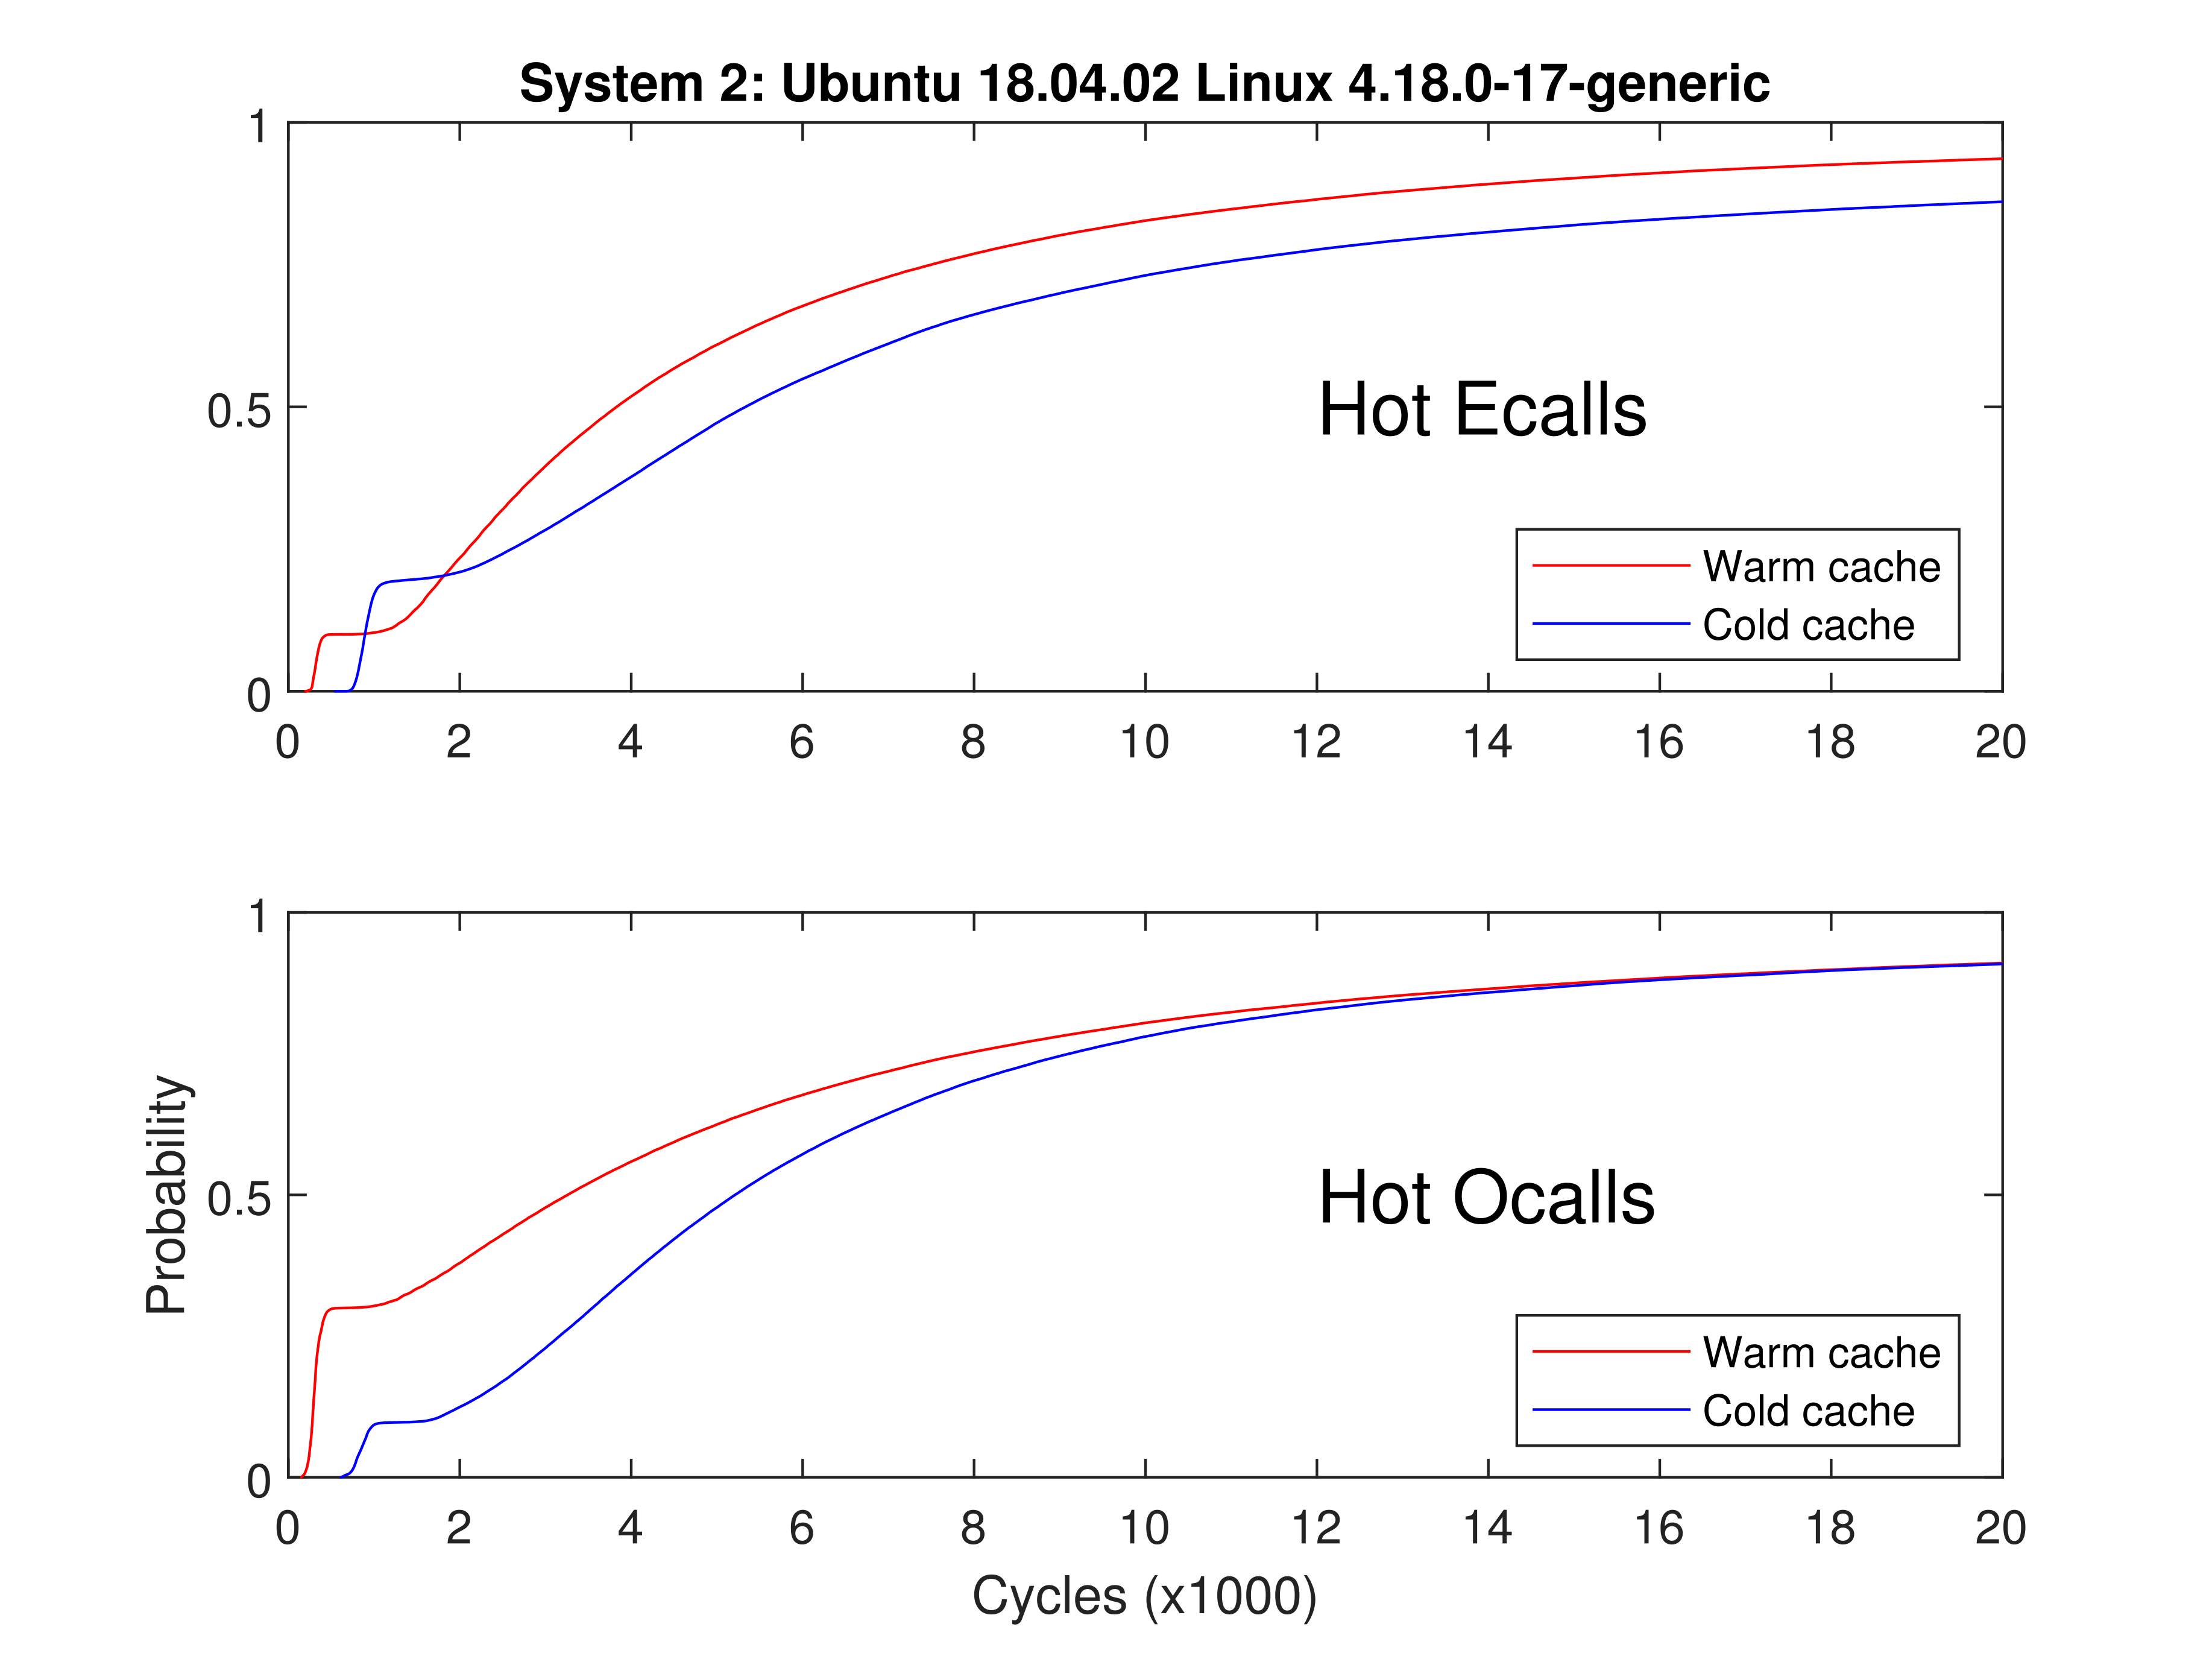 System 2: Ubuntu 18.04.02 Linux 4.18.0-17-generic
1
0.5
0
Hot Ecalls
Warm cache
Cold cache
0 2 4 6 8 10 12 14 16 18 20
1
0.5
0
Probability
Hot Ocalls
Warm cache
Cold cache
0 2 4 6 8 10 12 14 16 18 20
Cycles (x1000)